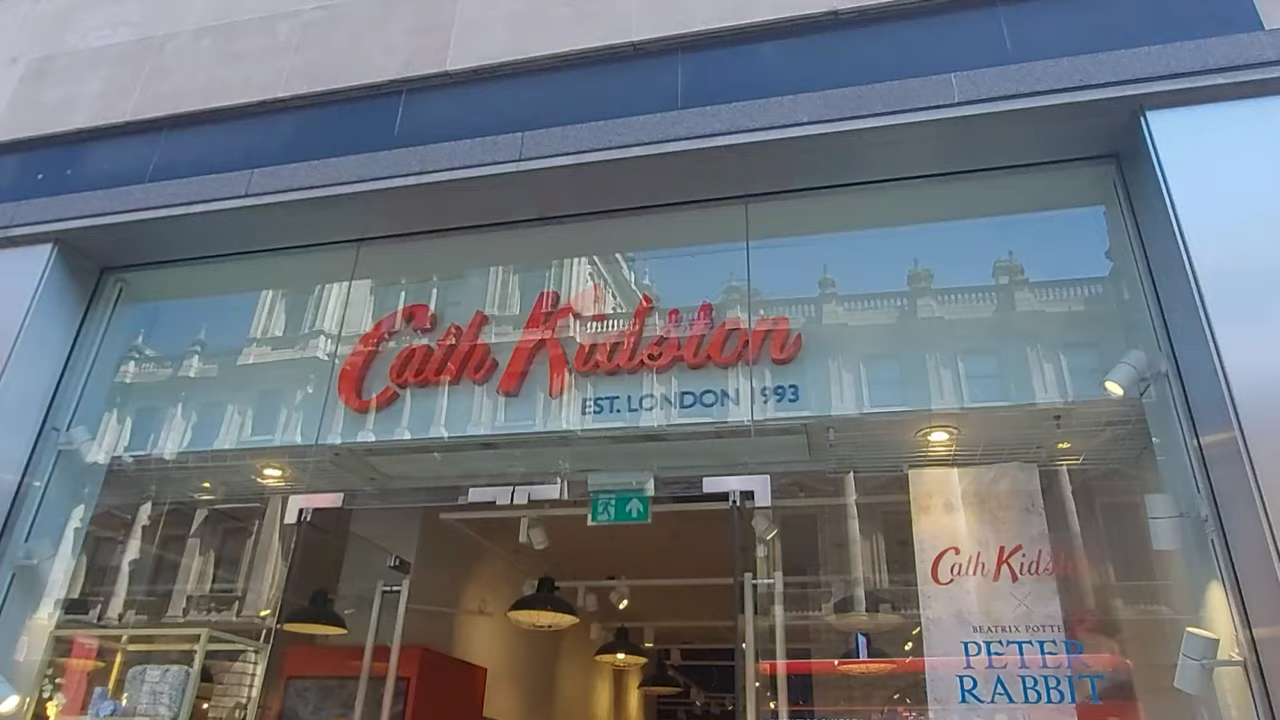 Cath Kidston
EST. LONDON 1993
Cath Kidston
X
BEATRIX POTTER
PETER
RABBIT